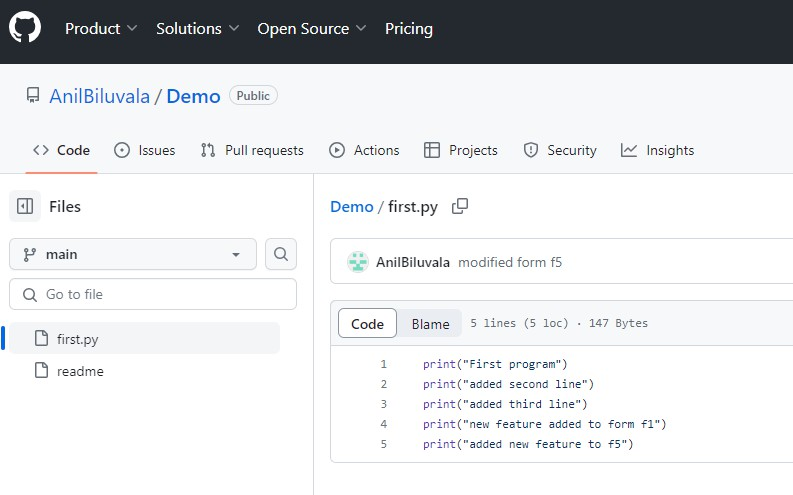 Product Solutions Open Source Pricing
AnilBiluvala / Demo Public
Code Issues Pull requests Actions Projects Security Insights
Files
main
Go to file
first.py
readme
Demo / first.py
AnilBiluvala modified form f5
Code Blame 5 lines (5 loc) · 147 Bytes
1 print("First program")
2 print("added second line")
3 print("added third line")
4 print("new feature added to form f1")
5 print("added new feature to f5")